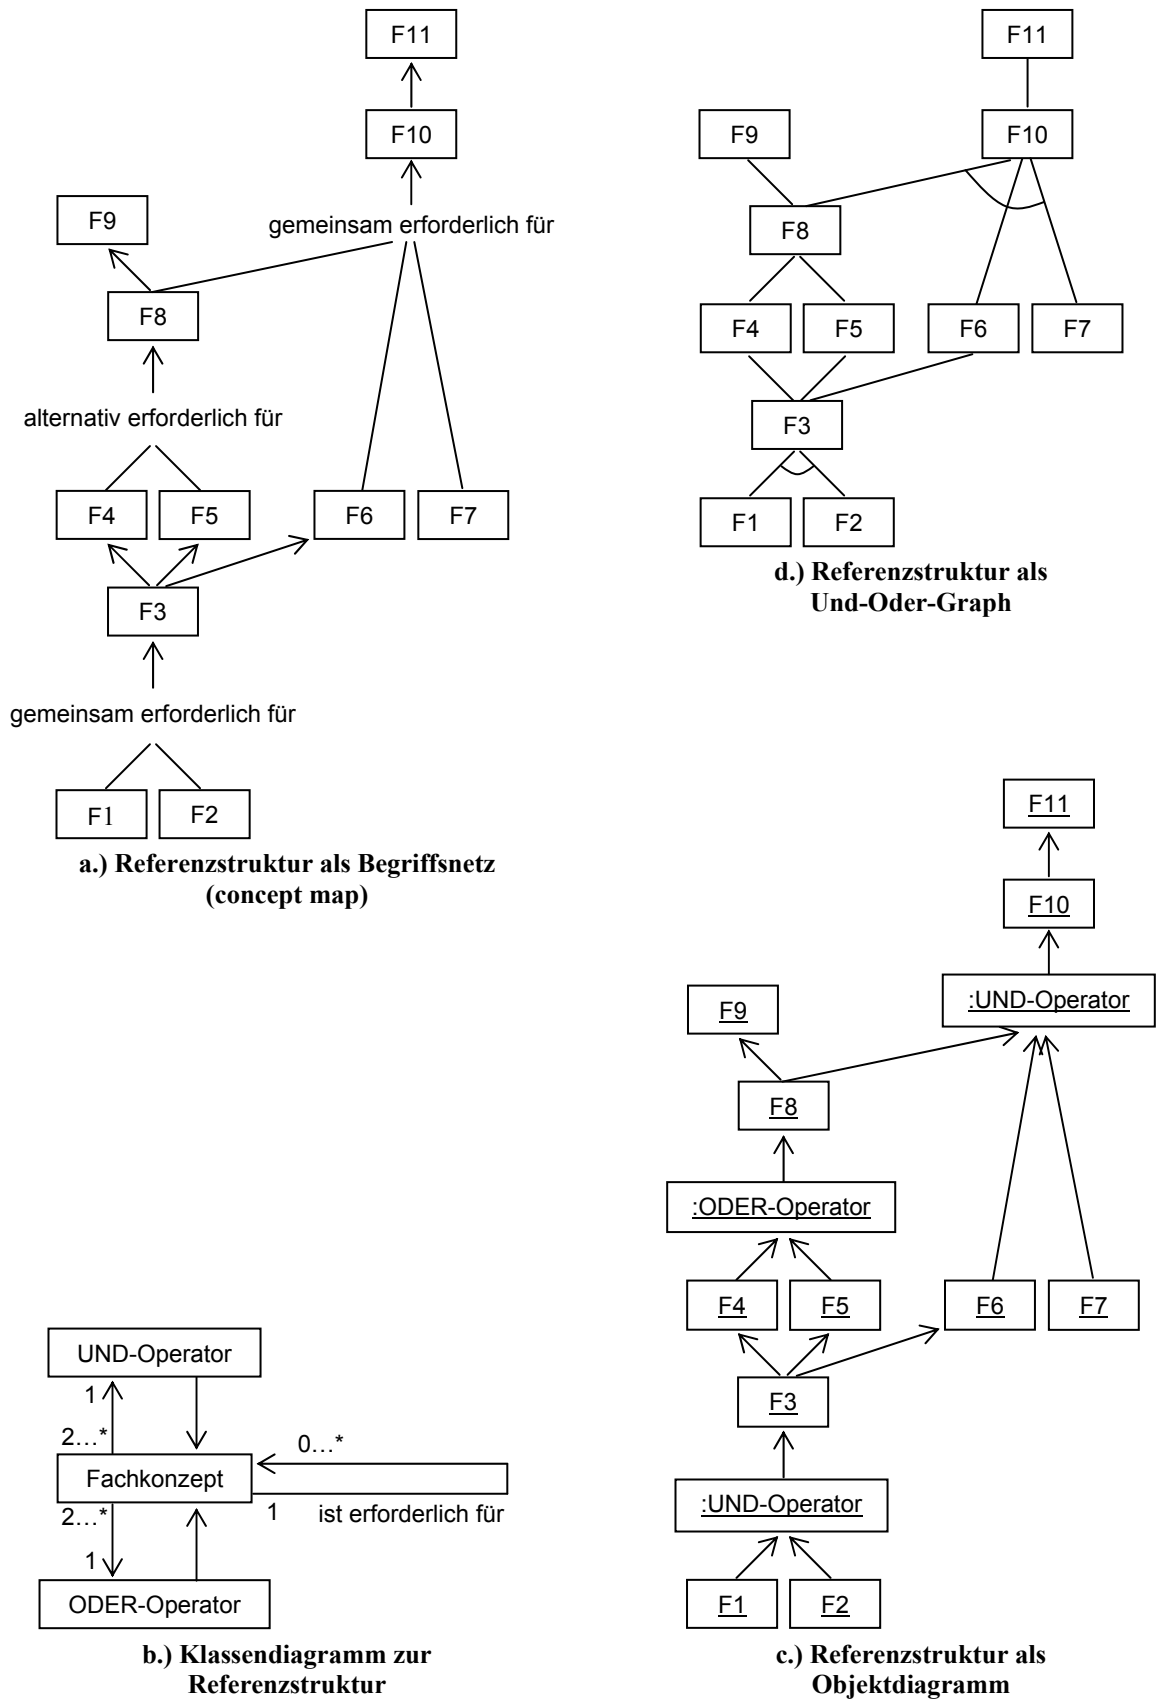 F11
F10
gemeinsam erforderlich für
F9
F8
alternativ erforderlich für
F4 F5 F6 F7
F3
gemeinsam erforderlich für
F1 F2
a.) Referenzstruktur als Begriffsnetz
(concept map)
F11
F9 F10
F8
F4 F5 F6 F7
F3
F1 F2
d.) Referenzstruktur als
Und-Oder-Graph
UND-Operator
1
2…* 0…*
Fachkonzept
2…* 1 ist erforderlich für
1
ODER-Operator
b.) Klassendiagramm zur
Referenzstruktur
F11
F10
:UND-Operator
F9
F8
:ODER-Operator
F4 F5 F6 F7
F3
:UND-Operator
F1 F2
c.) Referenzstruktur als
Objektdiagramm